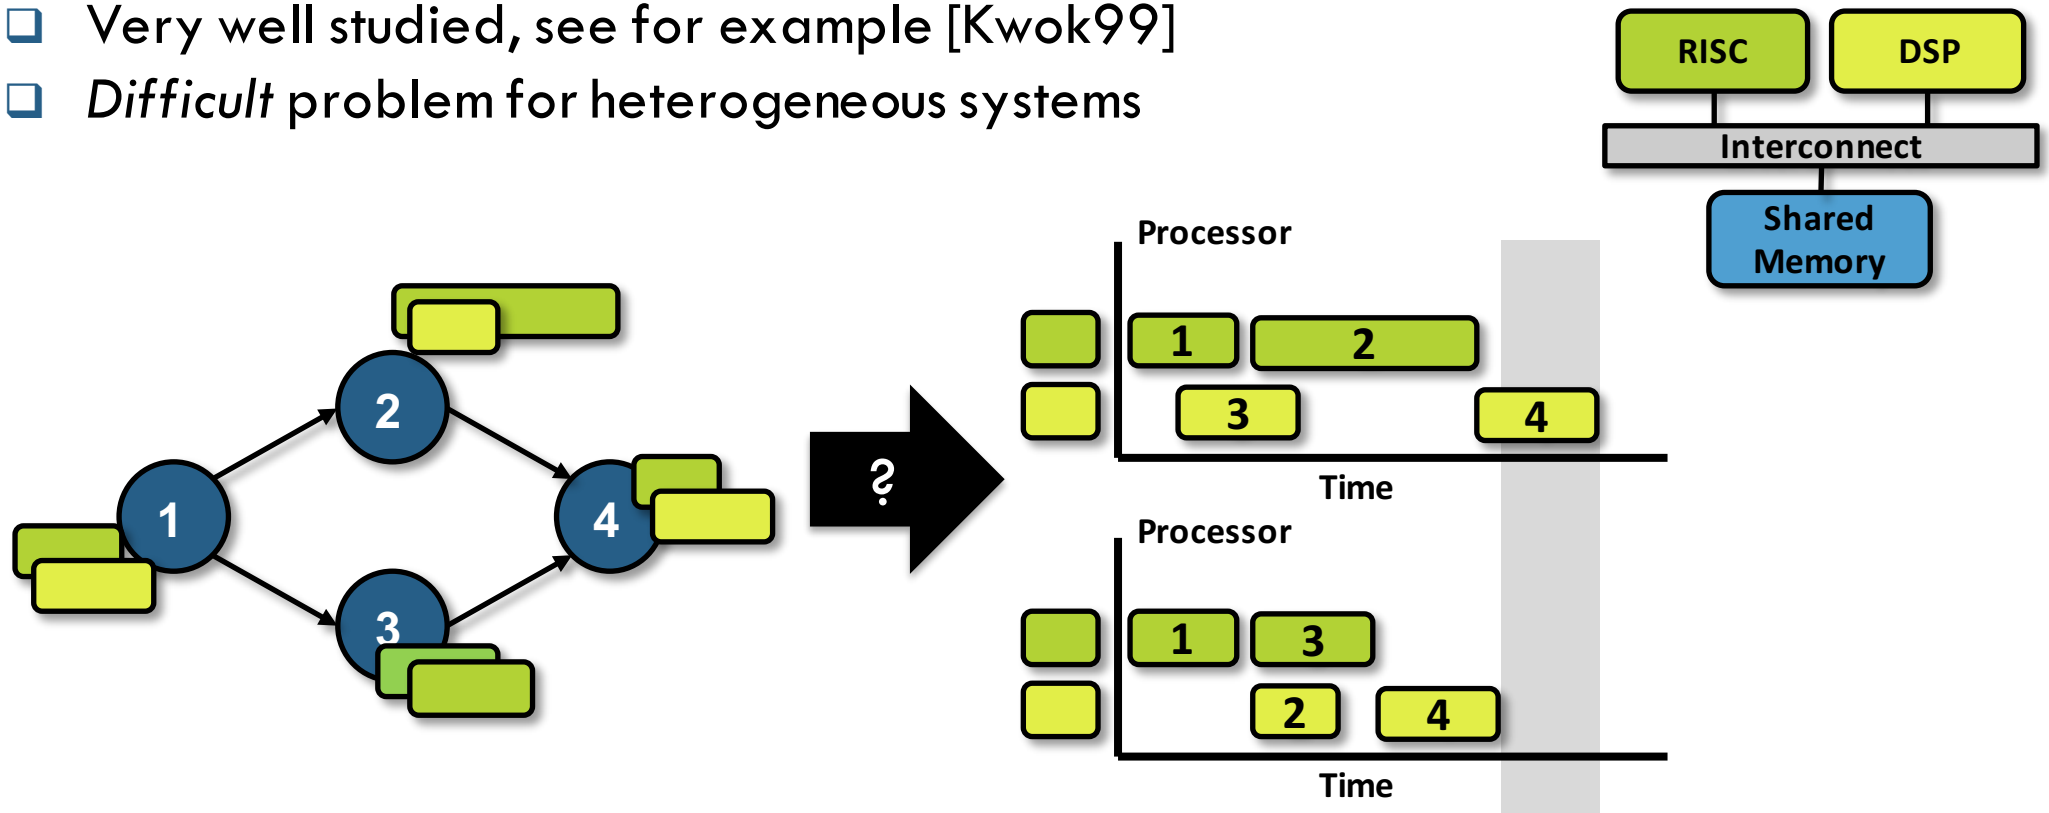 Very well studied, see for example [Kwok99]
Difficult problem for heterogeneous systems
RISC
DSP
Interconnect
Shared
Memory
1
2
3
4
?
Processor
1
2
3
4
Time
Processor
1
3
2
4
Time